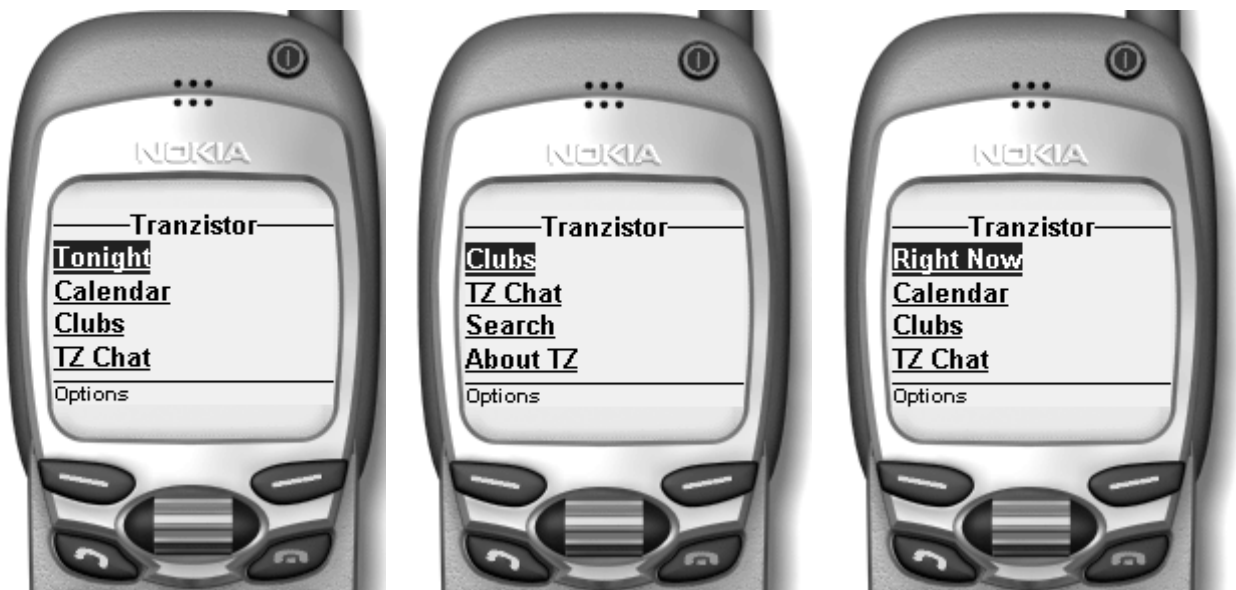 NOKIA
Tranzistor
Tonight
Calendar
Clubs
TZ Chat
Options
NOKIA
Tranzistor
Clubs
TZ Chat
Search
About TZ
Options
NOKIA
Tranzistor
Right Now
Calendar
Clubs
TZ Chat
Options